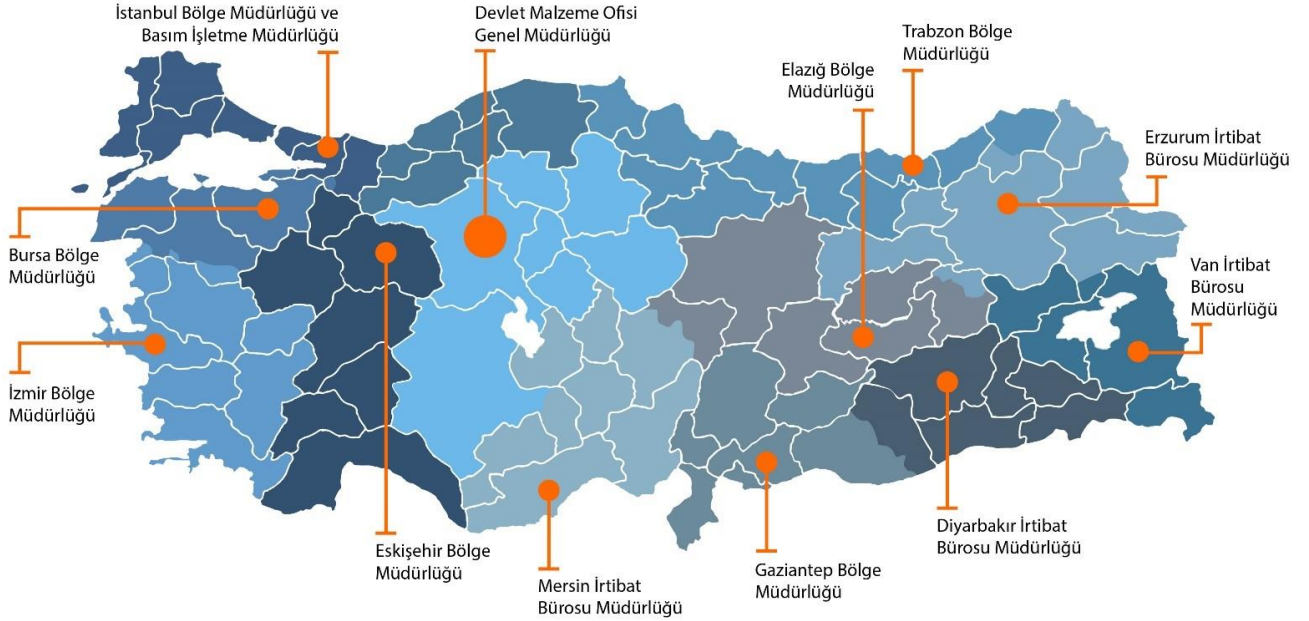 İstanbul Bölge Müdürlüğü ve
Basım İşletme Müdürlüğü
Devlet Malzeme Ofisi
Genel Müdürlüğü
Trabzon Bölge
Müdürlüğü
Elazığ Bölge
Müdürlüğü
Erzurum İrtibat
Bürosu Müdürlüğü
Bursa Bölge
Müdürlüğü
Van İrtibat
Bürosu
Müdürlüğü
İzmir Bölge
Müdürlüğü
Eskişehir Bölge
Müdürlüğü
Mersin İrtibat
Bürosu Müdürlüğü
Gaziantep Bölge
Müdürlüğü
Diyarbakır İrtibat
Bürosu Müdürlüğü